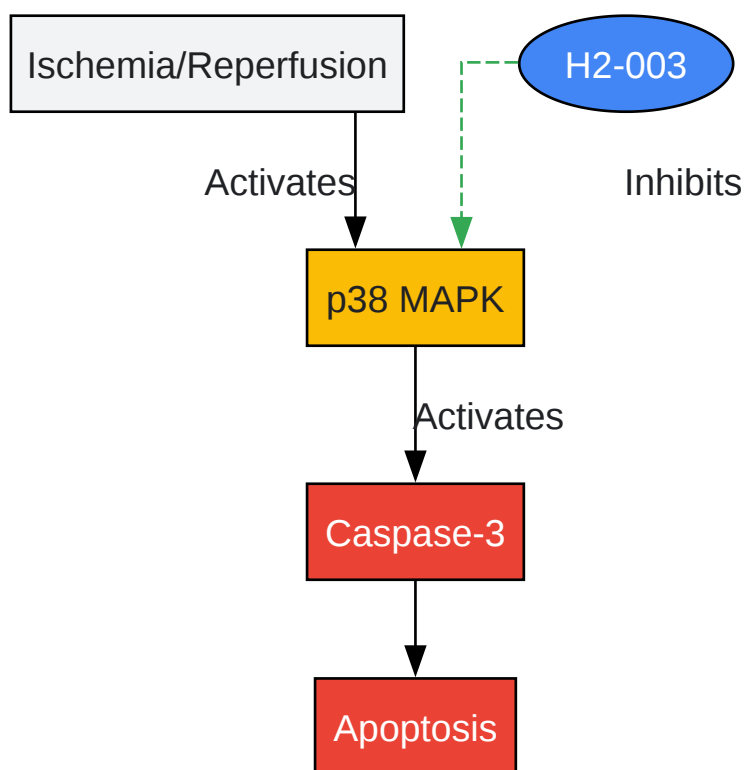 Ischemia/Reperfusion
H2-003
Activates
Inhibits
p38 MAPK
Activates
Caspase-3
Apoptosis